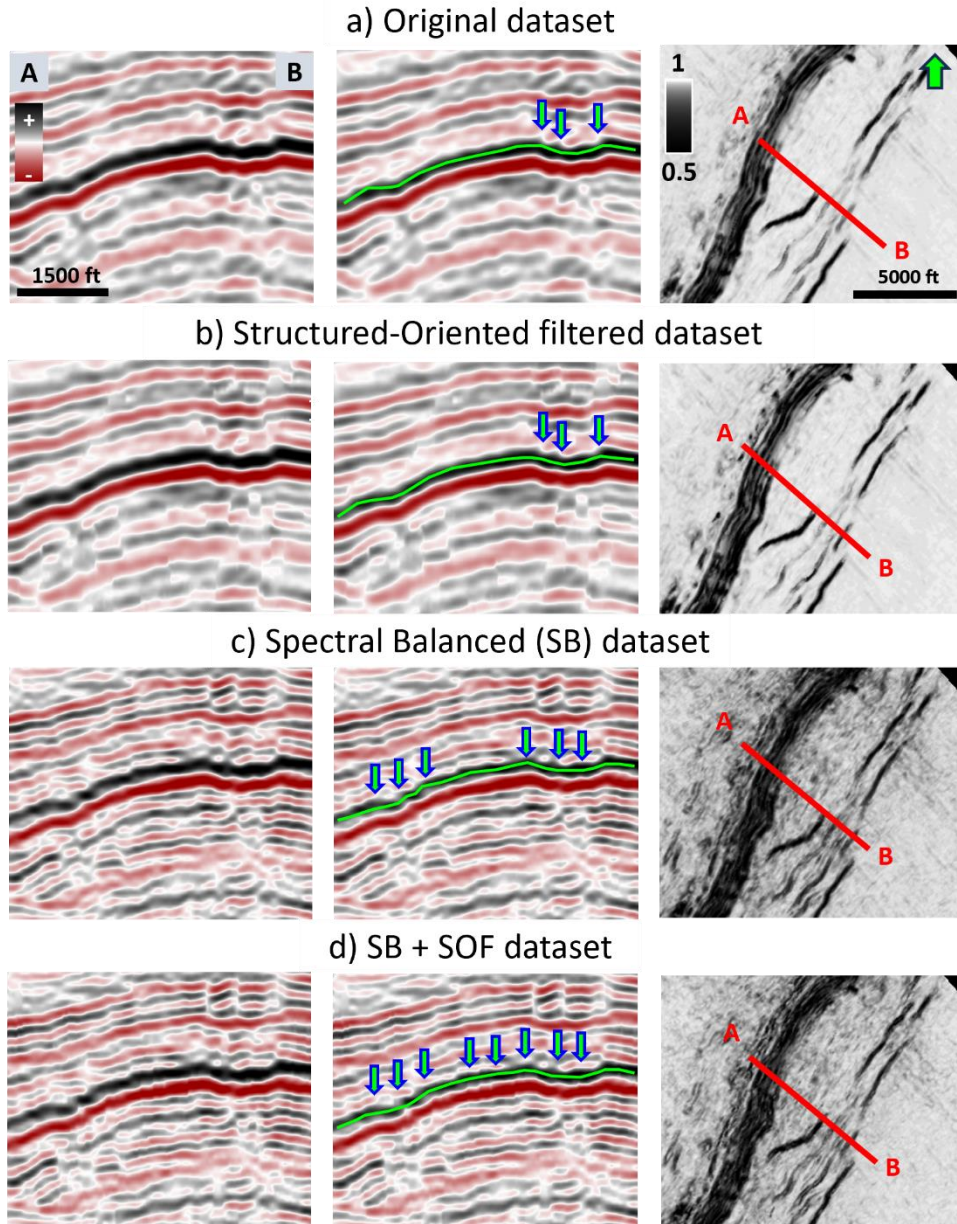 a) Original dataset
A
B
+
-
1500 ft
1
0.5
A
B
5000 ft
b) Structured-Oriented filtered dataset
A
B
c) Spectral Balanced (SB) dataset
A
B
d) SB + SOF dataset
A
B